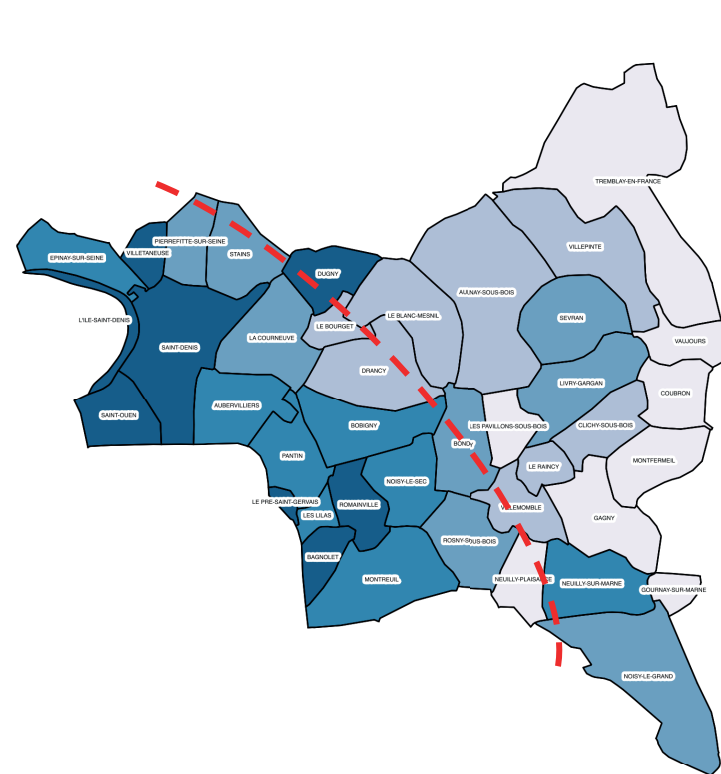 TREMBLAY-EN-FRANCE
PIERREFITTE-SUR-SEINE
VILLEPINTE
VILLETANEUSE
STAINS
EPINAY-SUR-SEINE
DUGNY
AULNAY-SOUS-BOIS
LE BLANC-MESNIL
SEVRAN
L'ILE-SAINT-DENIS
LE BOURGET
LA COURNEUVE
VAUJOURS
SAINT-DENIS
DRANCY
LIVRY-GARGAN
COUBRON
AUBERVILLIERS
SAINT-OUEN
BOBIGNY
LES PAVILLONS-SOUS-BOIS
CLICHY-SOUS-BOIS
BONDY
PANTIN
MONTFERMEIL
LE RAINCY
NOISY-LE-SEC
LE PRE-SAINT-GERVAIS
ROMAINVILLE
VILLEMOMBLE
LES LILAS
GAGNY
ROSNY-SOUS-BOIS
BAGNOLET
MONTREUIL
NEUILLY-PLAISANCE
NEUILLY-SUR-MARNE
GOURNAY-SUR-MARNE
NOISY-LE-GRAND